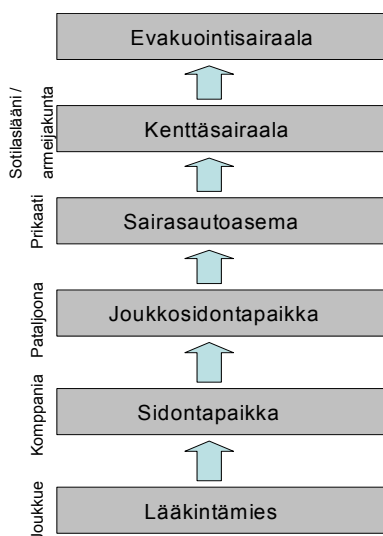 Evakuointisairaala
Sotilaslääni /
armeijakunta
Kenttäsairaala
Prikaati
Sairasautoasema
Pataljoona
Joukkosidontapaikka
Komppania
Sidontapaikka
Joukkue
Lääkintämies